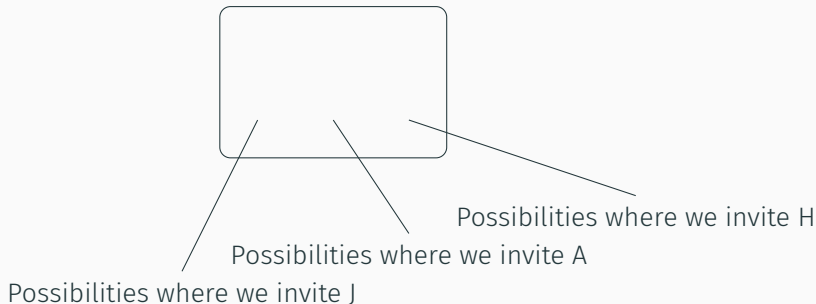 Possibilities where we invite H
Possibilities where we invite A
Possibilities where we invite J